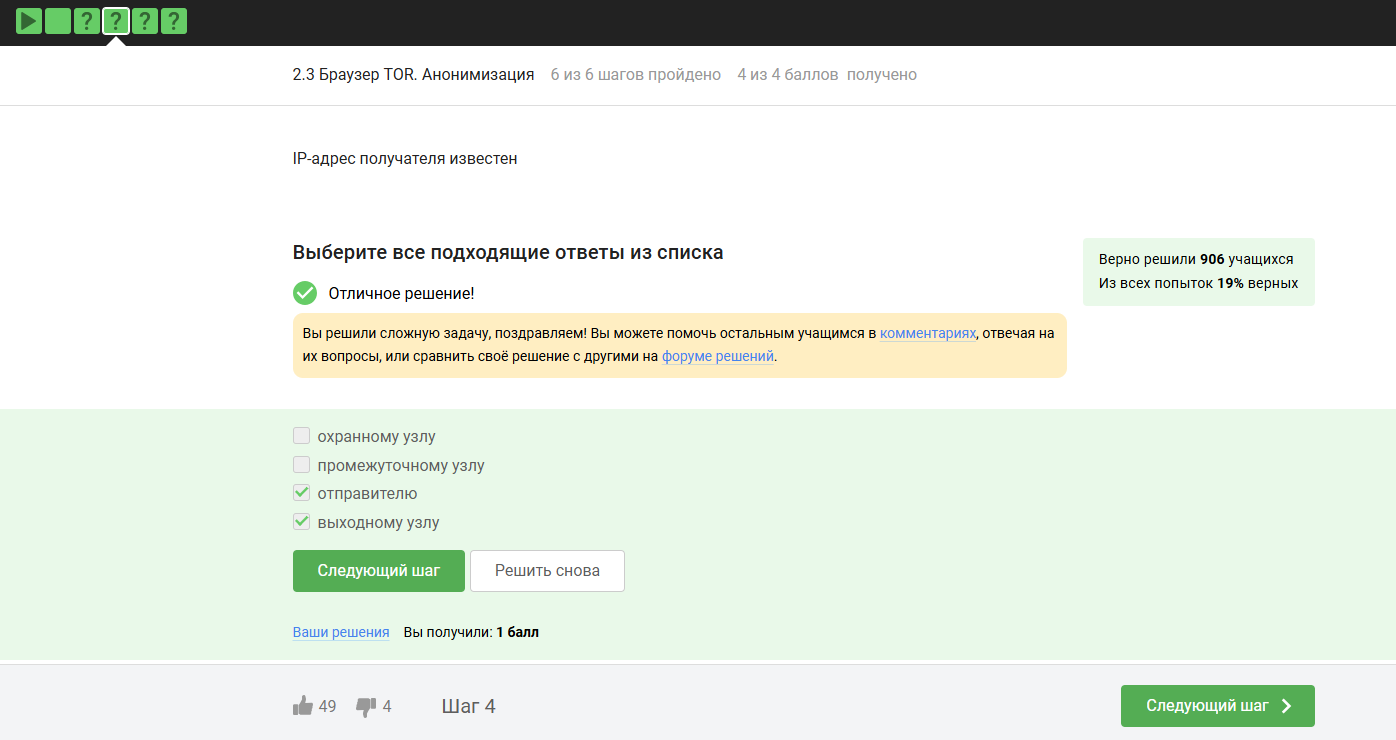 ? ? ? ?
2.3 Браузер TOR. Анонимизация 6 из 6 шагов пройдено 4 из 4 баллов получено
IP-адрес получателя известен
Выберите все подходящие ответы из списка
Верно решили 906 учащихся
Из всех попыток 19% верных
Отличное решение!
Вы решили сложную задачу, поздравляем! Вы можете помочь остальным учащимся в комментариях, отвечая на
их вопросы, или сравнить своё решение с другими на форуме решений.
охранному узлу
промежуточному узлу
отправителю
выходному узлу
Следующий шаг Решить снова
Ваши решения Вы получили: 1 балл
49 4 Шаг 4 Следующий шаг